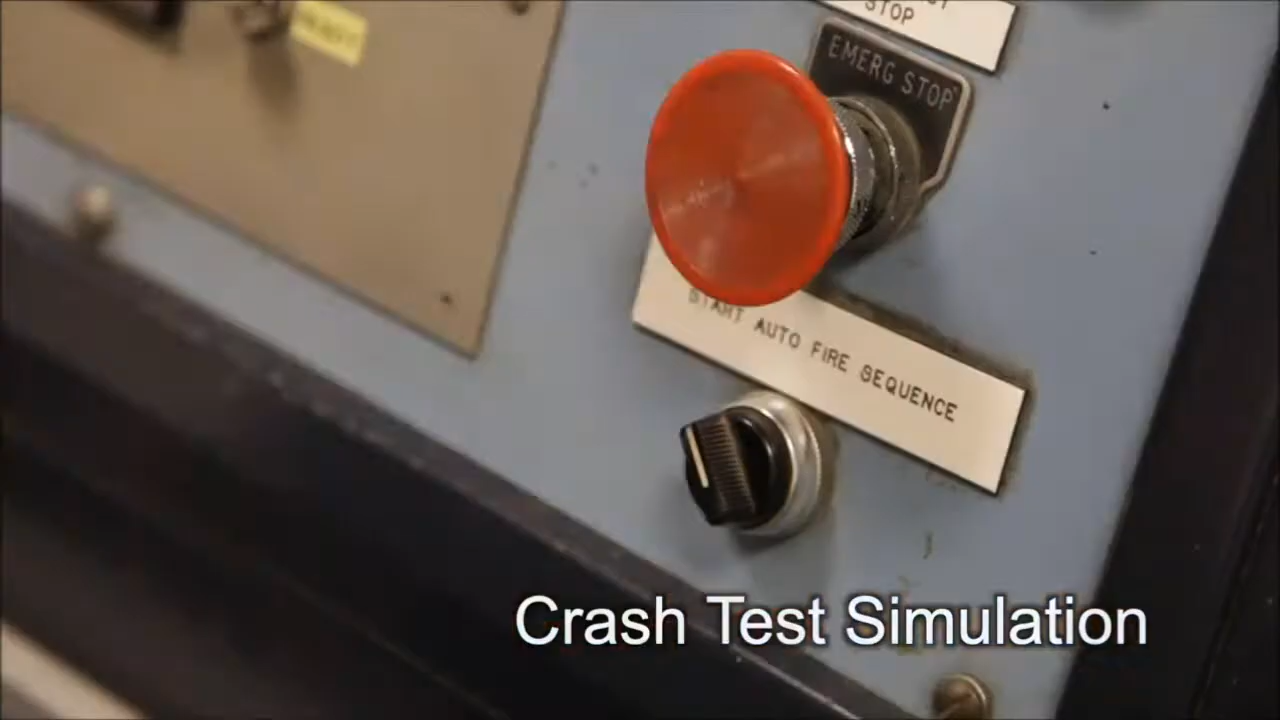 STOP
EMERG STOP
START AUTO FIRE SEQUENCE
Crash Test Simulation